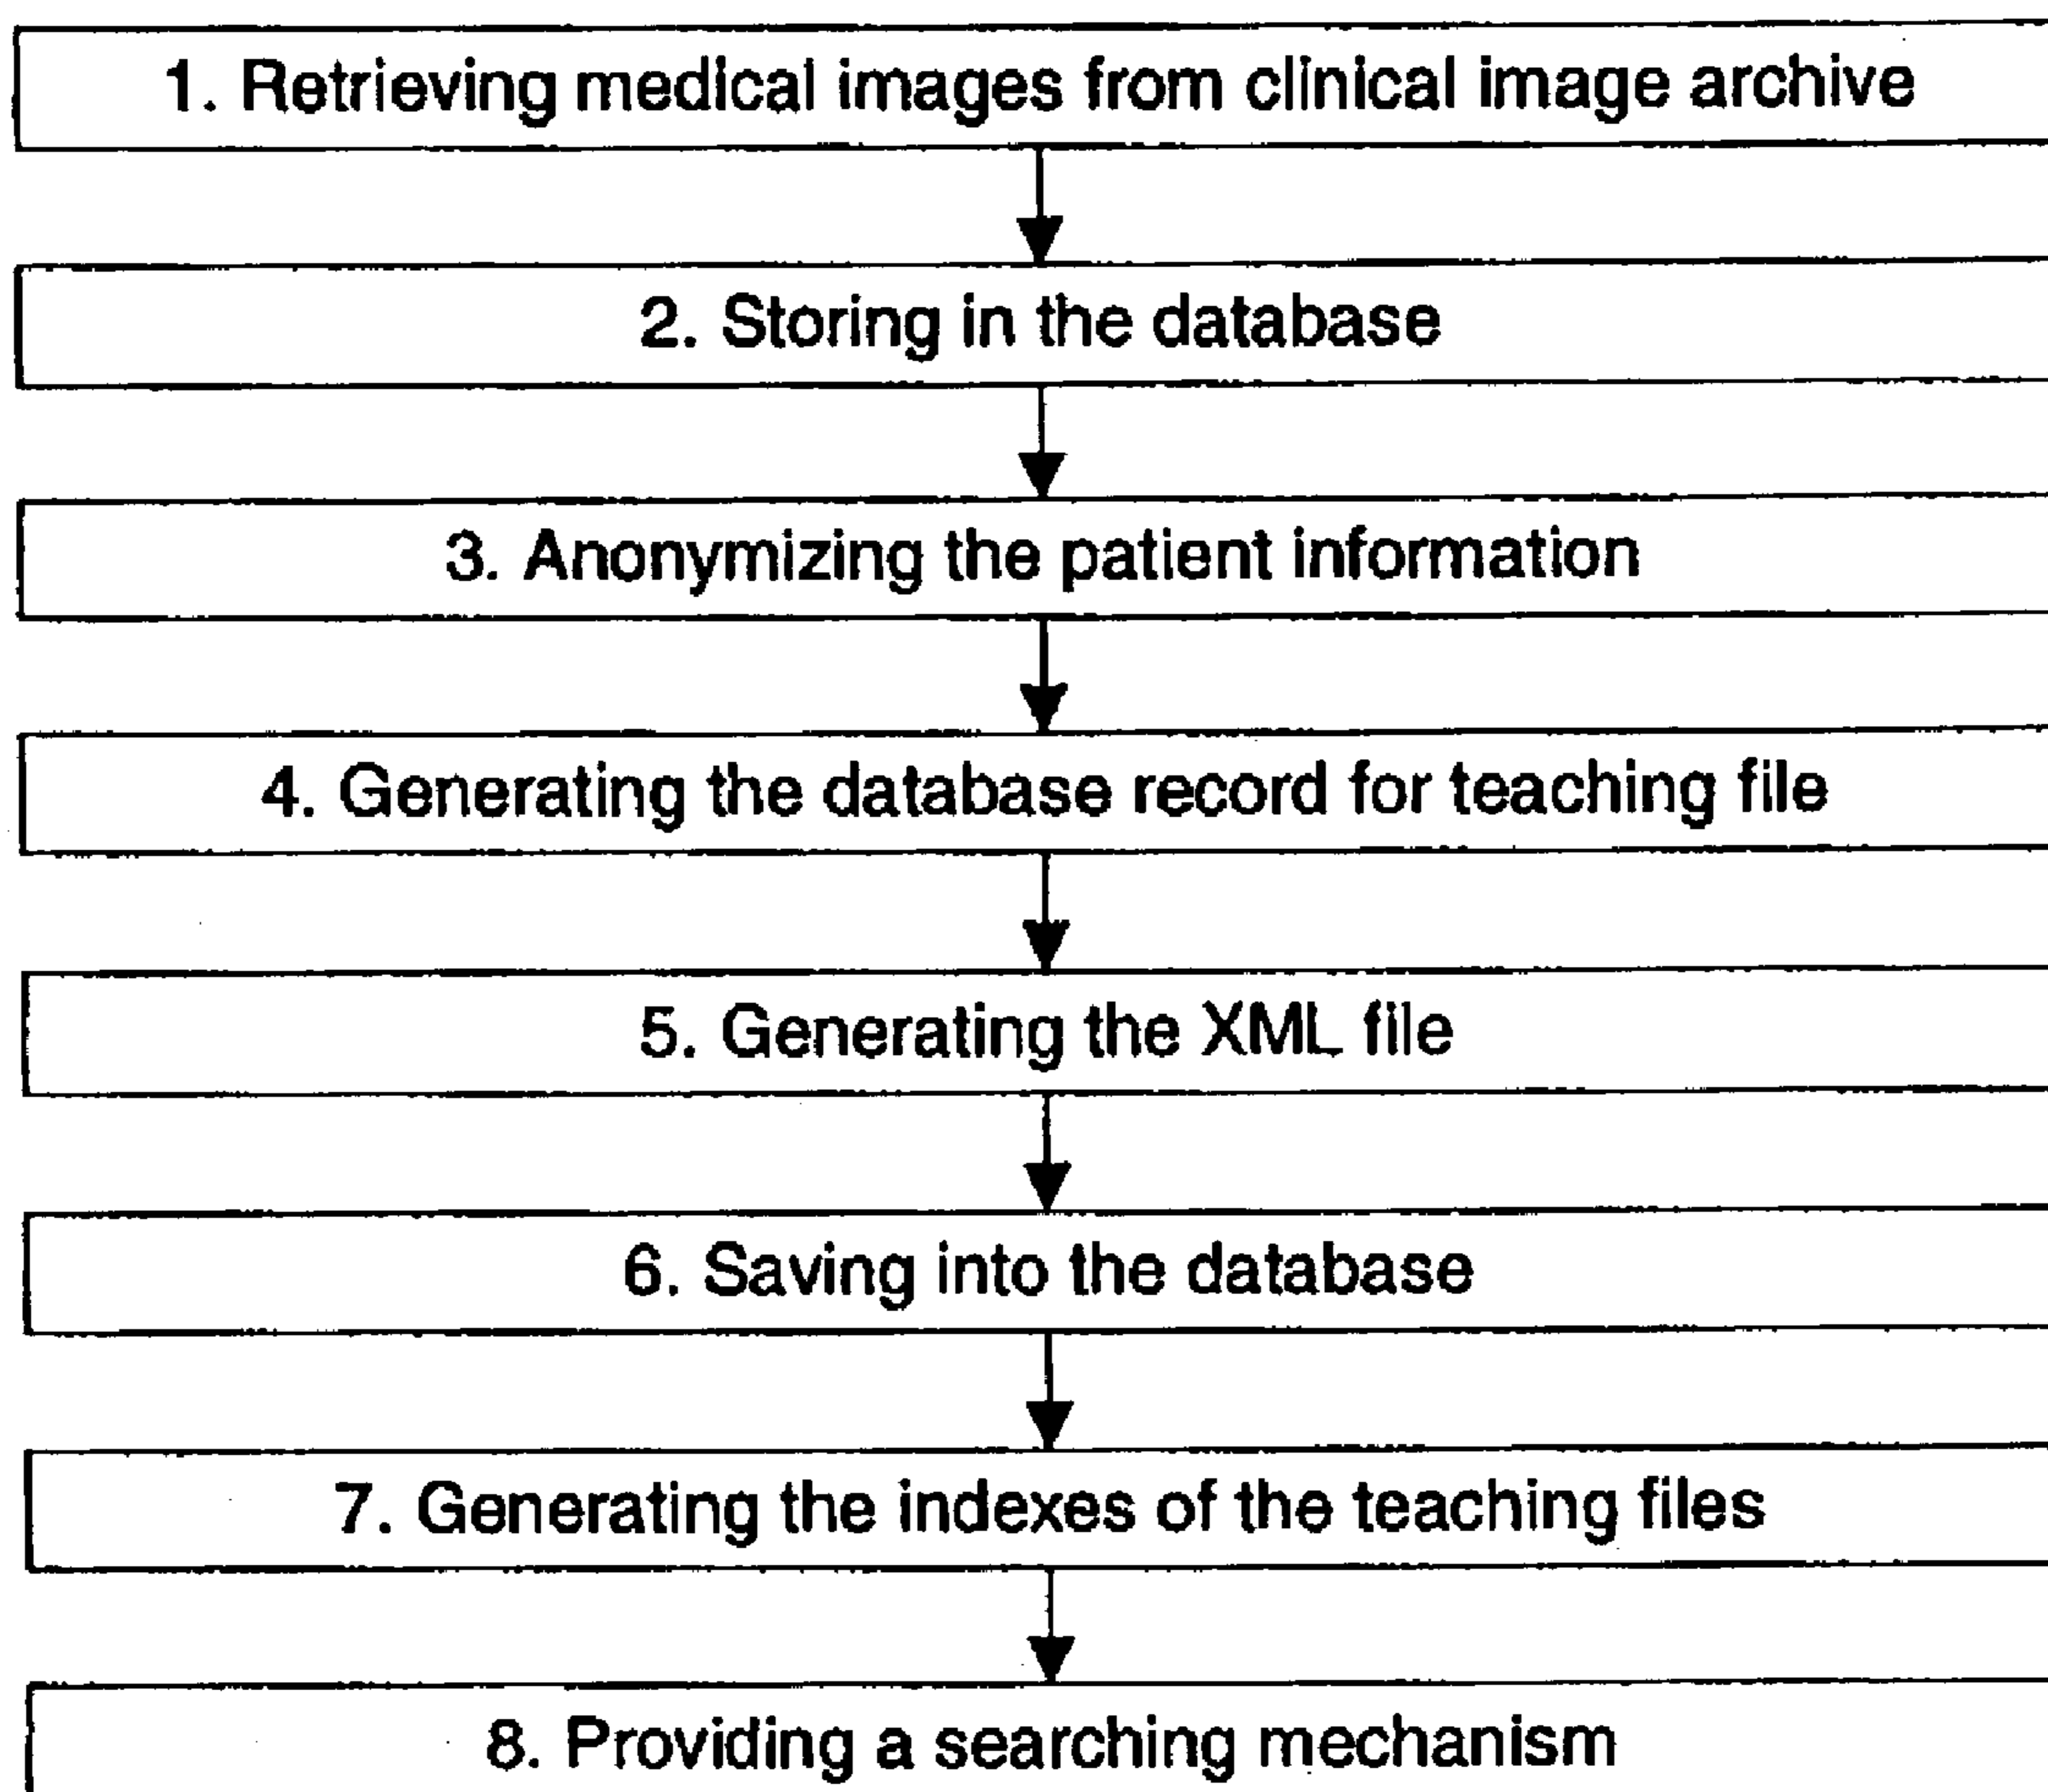 1. Retrieving medical images from clinical image archive
2. Storing in the database
3. Anonymizing the patient information
4. Generating the database record for teaching file
5. Generating the XML file
6. Saving into the database
7. Generating the indexes of the teaching files
8. Providing a searching mechanism